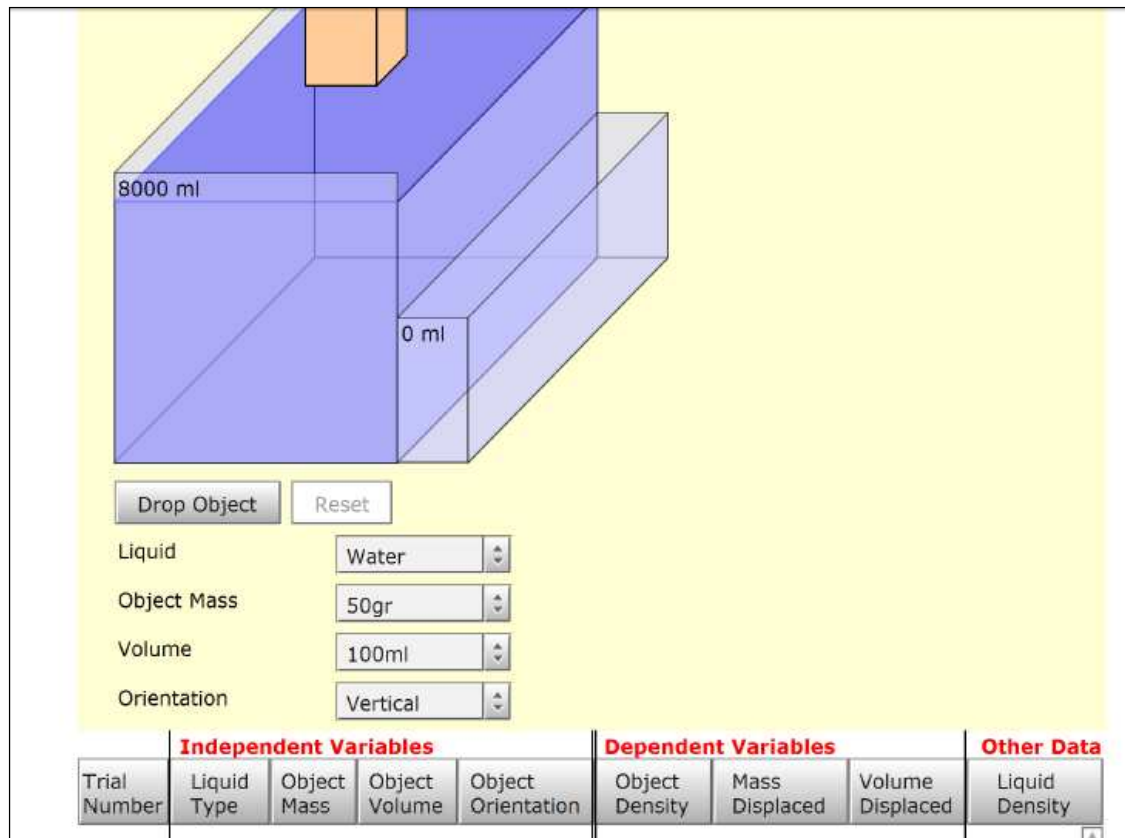 8000 ml
0 ml
Drop Object Reset
Liquid Water
Object Mass 50gr
Volume 100ml
Orientation Vertical
Independent Variables Dependent Variables Other Data
Trial Number Liquid Type Object Mass Object Volume Object Orientation Object Density Mass Displaced Volume Displaced Liquid Density